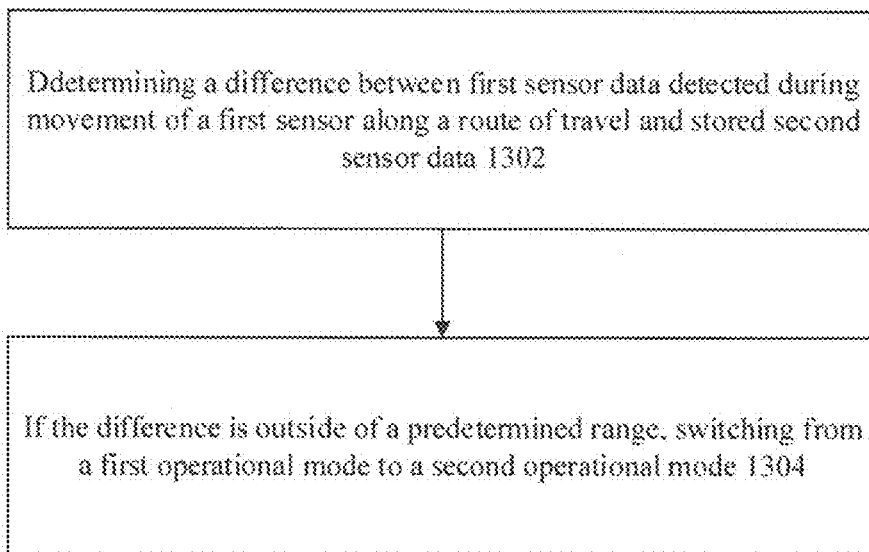 Ddetermining a difference between first sensor data detected during
movement of a first sensor along a route of travel and stored second
sensor data 1302
If the difference is outside of a predetermined range, switching from
a first operational mode to a second operational mode 1304